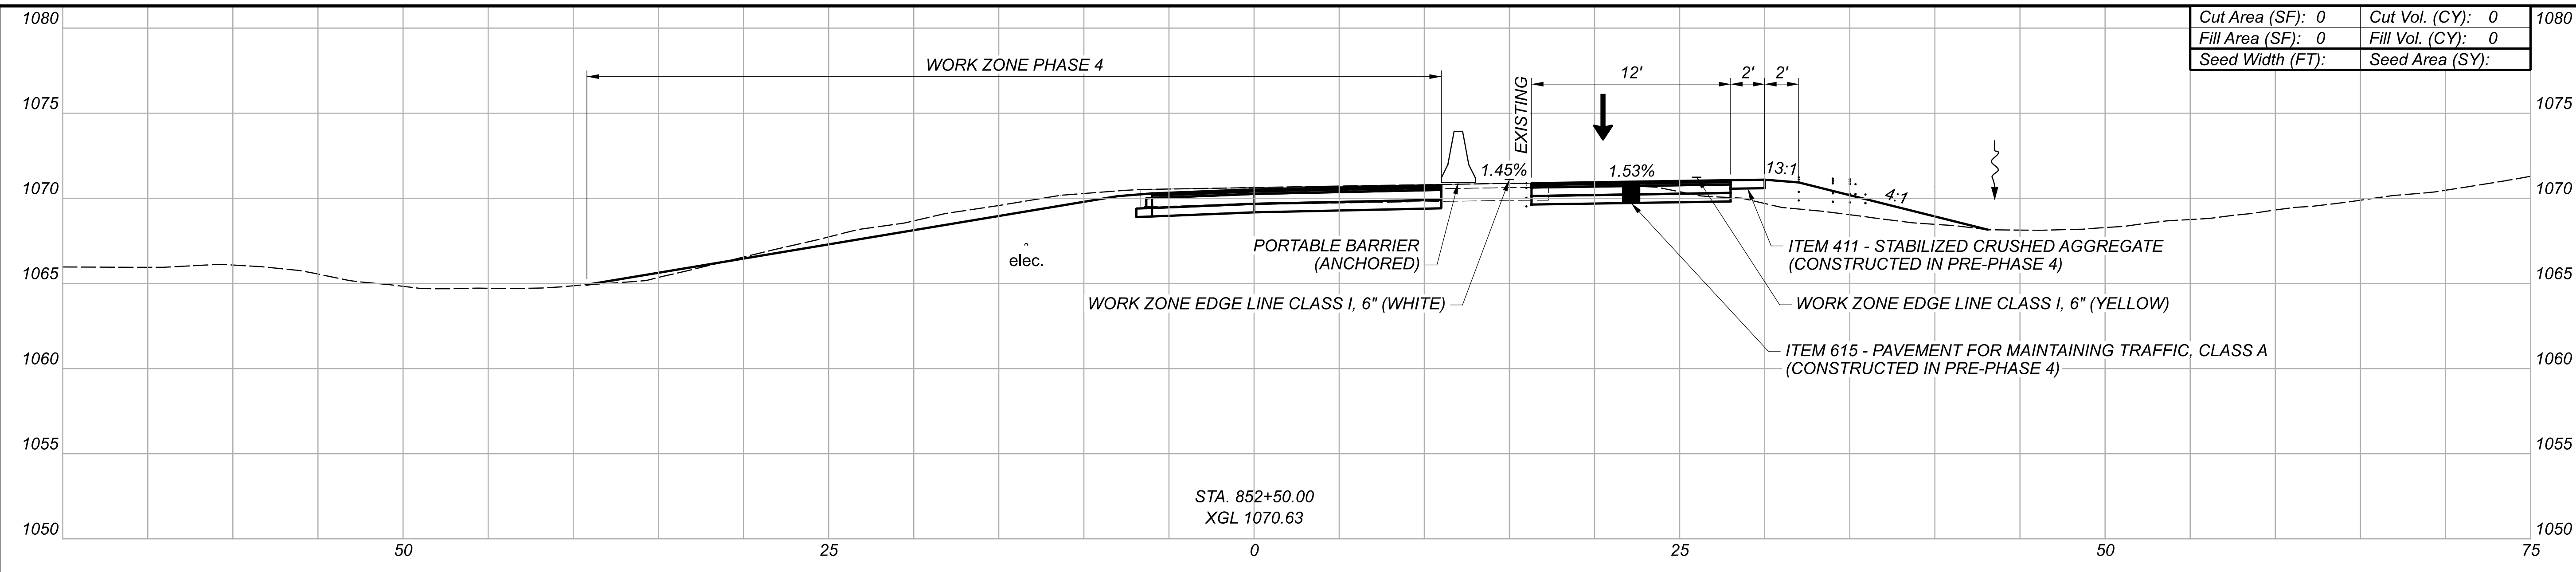 1080
Cut Area (SF): 0 Cut Vol. (CY): 0
1080
Fill Area (SF): 0 Fill Vol. (CY): 0
Seed Width (FT): Seed Area (SY):
WORK ZONE PHASE 4
12' 2' 2'
1075
EXISTING
1075
1070
1.45%
1.53%
13:1
4:1
1070
PORTABLE BARRIER
(ANCHORED)
ITEM 411 - STABILIZED CRUSHED AGGREGATE
(CONSTRUCTED IN PRE-PHASE 4)
elec.
1065
1065
WORK ZONE EDGE LINE CLASS I, 6" (WHITE)
WORK ZONE EDGE LINE CLASS I, 6" (YELLOW)
1060
ITEM 615 - PAVEMENT FOR MAINTAINING TRAFFIC, CLASS A
(CONSTRUCTED IN PRE-PHASE 4)
1060
1055
1055
STA. 852+50.00
XGL 1070.63
1050
1050
50 25 0 25 50 75